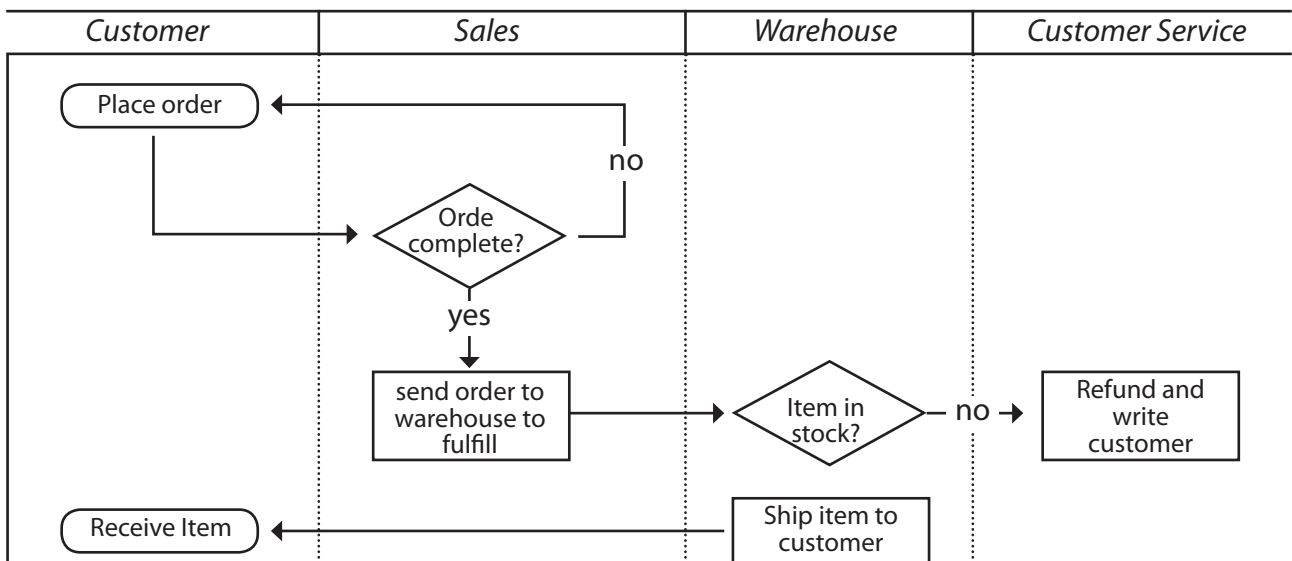 Customer
Sales
Warehouse
Customer Service
Place order
no
Orde
complete?
yes
send order to
warehouse to
fulfill
Item in
stock?
no
Refund and
write
customer
Receive Item
Ship item to
customer